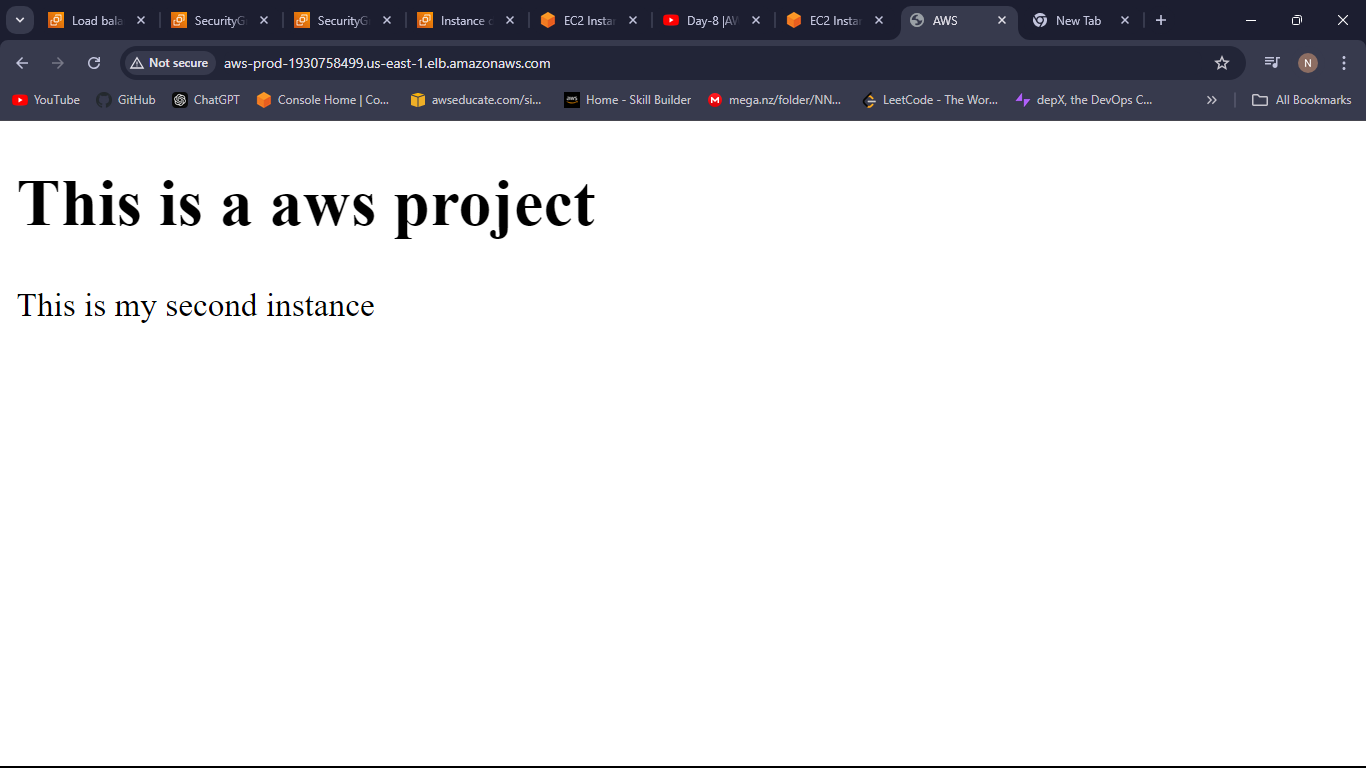 Load bala
SecurityG
SecurityG
Instance
EC2 Instan
Day-8 |AW
EC2 Instan
AWS
New Tab
Not secure
aws-prod-1930758499.us-east-1.elb.amazonaws.com
N
YouTube
GitHub
ChatGPT
Console Home | Co...
awseducate.com/si...
aws
Home - Skill Builder
M
mega.nz/folder/NN...
LeetCode - The Wor...
depX, the DevOps C...
All Bookmarks
This is a aws project
This is my second instance